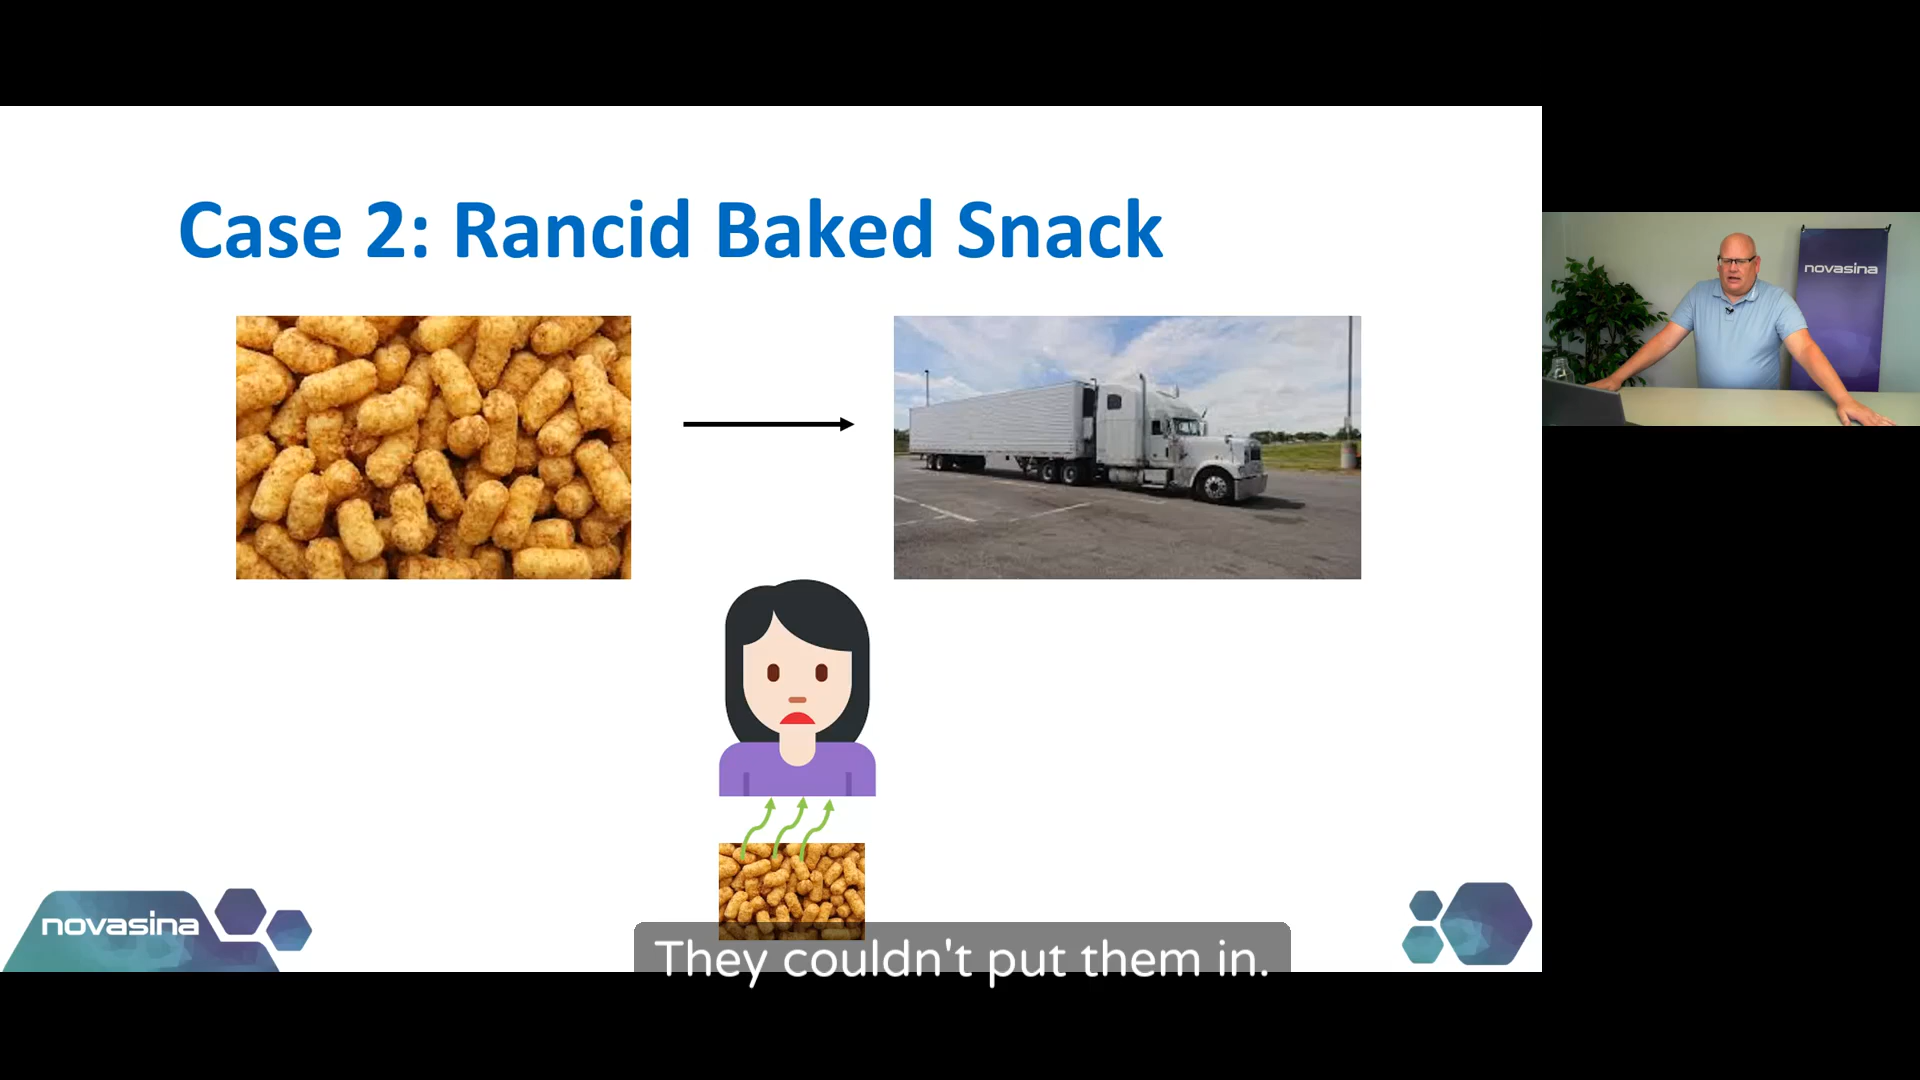 Case 2: Rancid Baked Snack
novasina
novasina
They couldn't put them in.